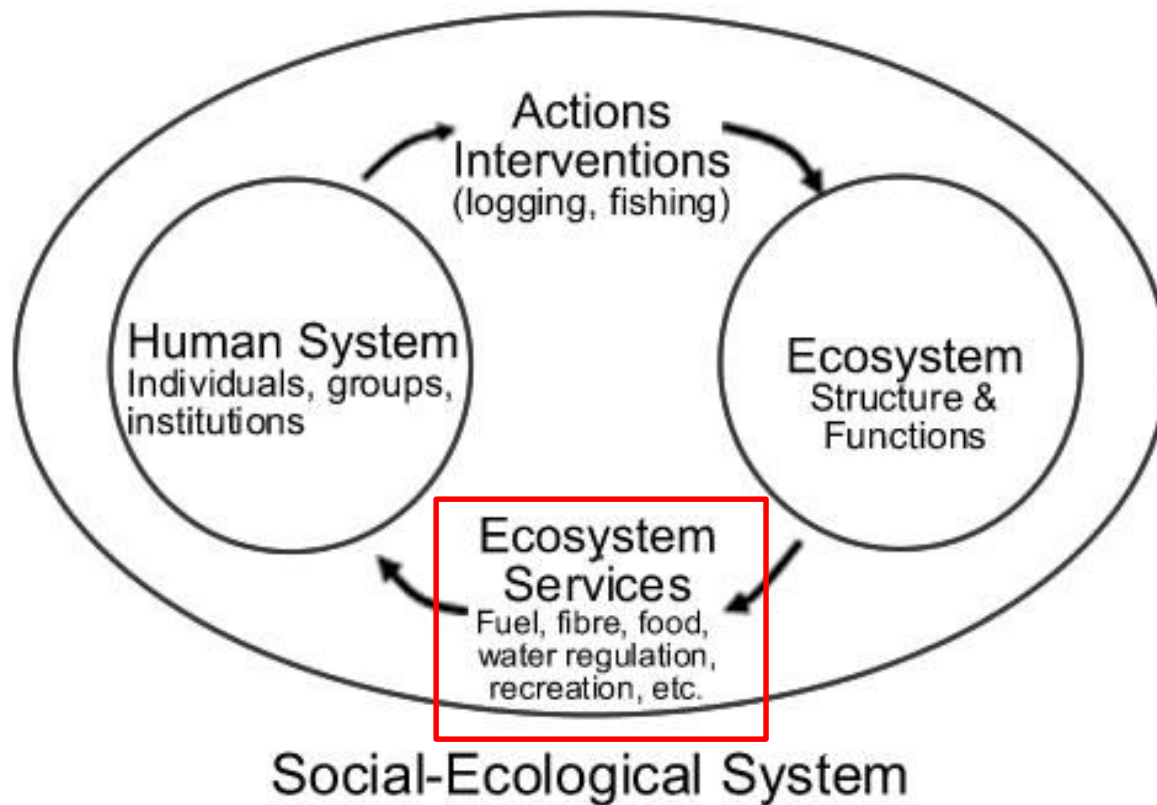 Actions
Interventions
(logging, fishing)
Human System
Individuals, groups,
institutions
Ecosystem
Structure &
Functions
Ecosystem
Services
Fuel, fibre, food,
water regulation,
recreation, etc.
Social-Ecological System